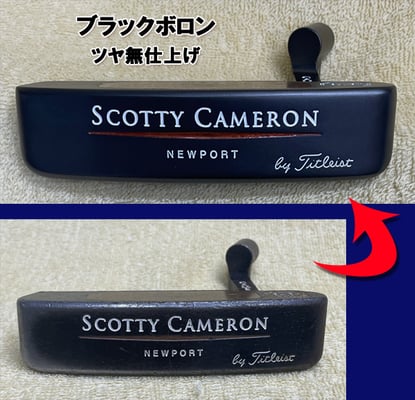 ブラックボロン
ツヤ無仕上げ
SCOTTY CAMERON
NEWPORT
by Titleist
SCOTTY CAMERON
NEWPORT
by Titleist